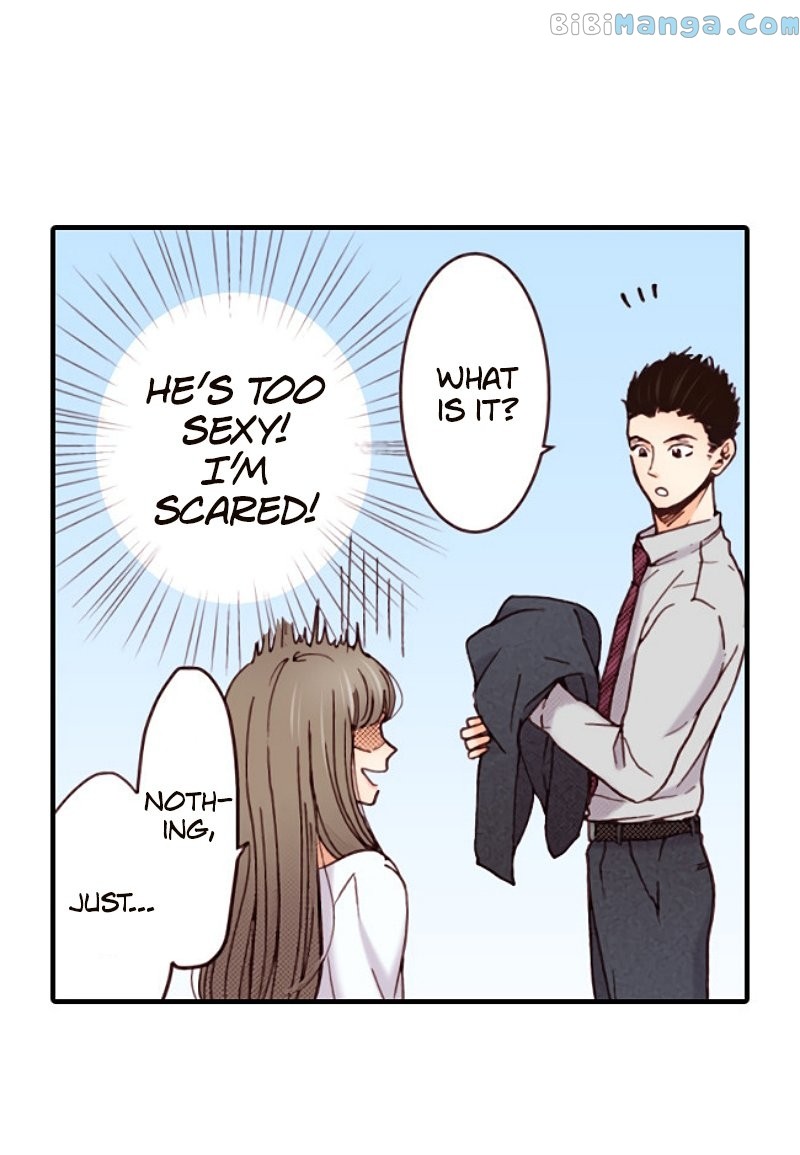 BiBiManga.Com
HE'S TOO
SEXY!
I'M
SCARED!
WHAT
IS IT?
NOTH-
ING,
JUST...